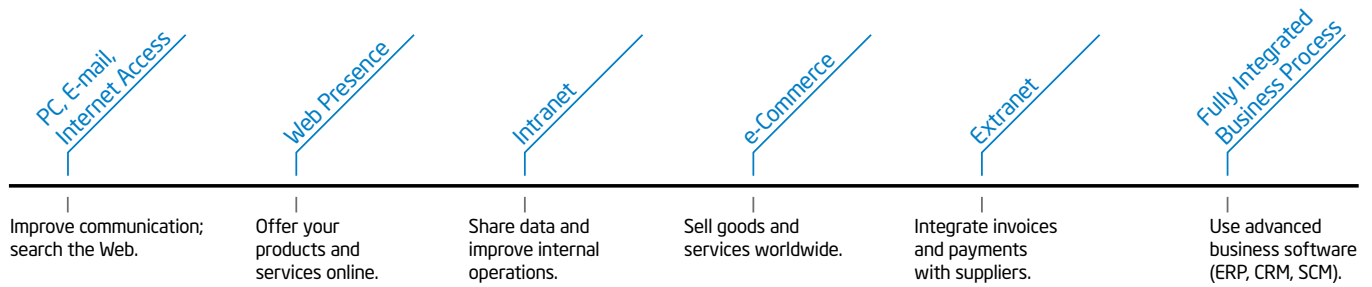 PC, E-mail,
Internet Access
Web Presence
Intranet
e-Commerce
Extranet
Fully Integrated
Business Process
Improve communication;
search the Web.
Offer your
products and
services online.
Share data and
improve internal
operations.
Sell goods and
services worldwide.
Integrate invoices
and payments
with suppliers.
Use advanced
business software
(ERP, CRM, SCM).